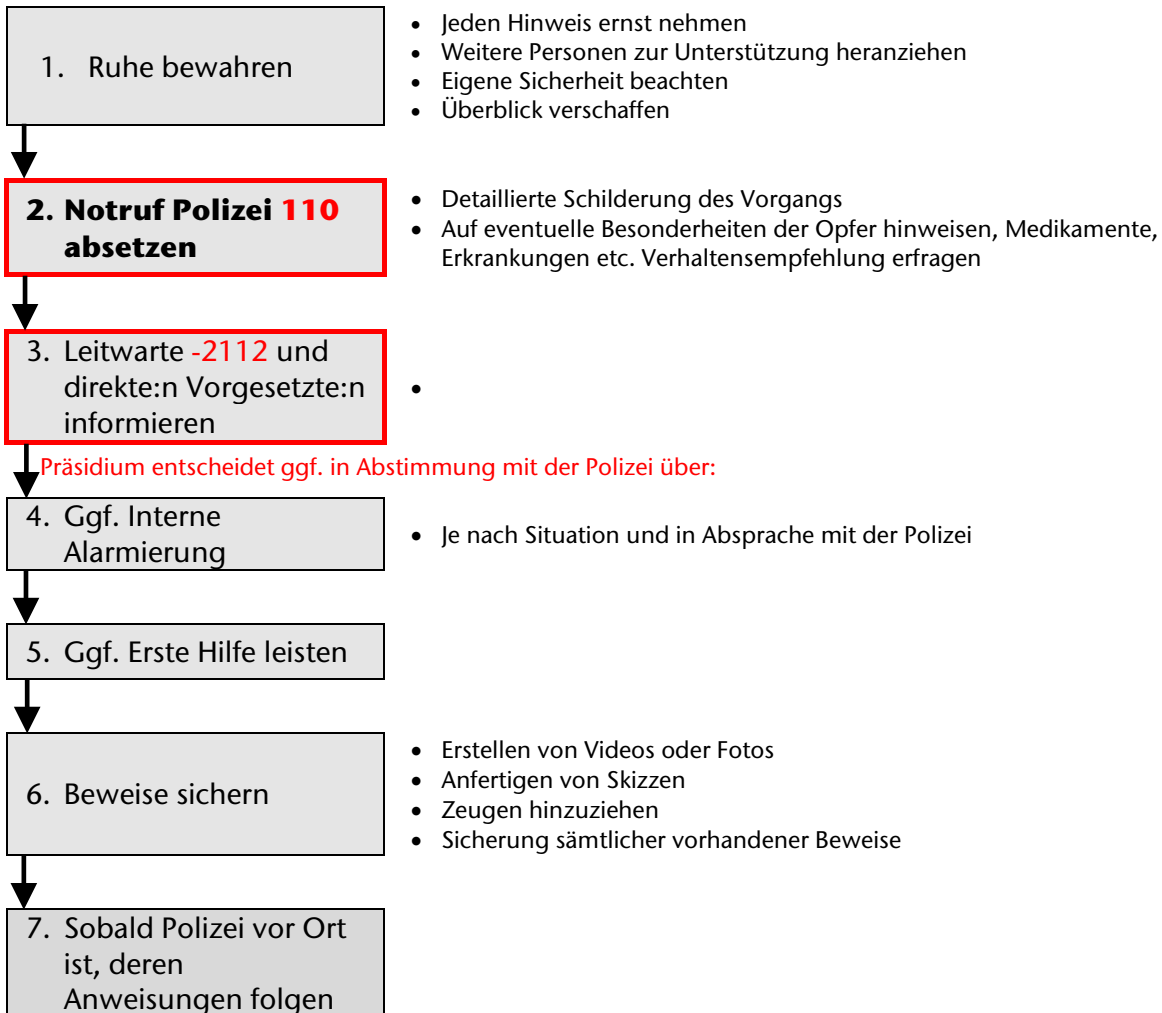 1. Ruhe bewahren
• Jeden Hinweis ernst nehmen
• Weitere Personen zur Unterstützung heranziehen
• Eigene Sicherheit beachten
• Überblick verschaffen
2. Notruf Polizei 110
absetzen
• Detaillierte Schilderung des Vorgangs
• Auf eventuelle Besonderheiten der Opfer hinweisen, Medikamente,
Erkrankungen etc. Verhaltensempfehlung erfragen
3. Leitwarte -2112 und
direkte:n Vorgesetzte:n
informieren
•
Präsidium entscheidet ggf. in Abstimmung mit der Polizei über:
4. Ggf. Interne
Alarmierung
• Je nach Situation und in Absprache mit der Polizei
5. Ggf. Erste Hilfe leisten
6. Beweise sichern
• Erstellen von Videos oder Fotos
• Anfertigen von Skizzen
• Zeugen hinzuziehen
• Sicherung sämtlicher vorhandener Beweise
7. Sobald Polizei vor Ort
ist, deren
Anweisungen folgen